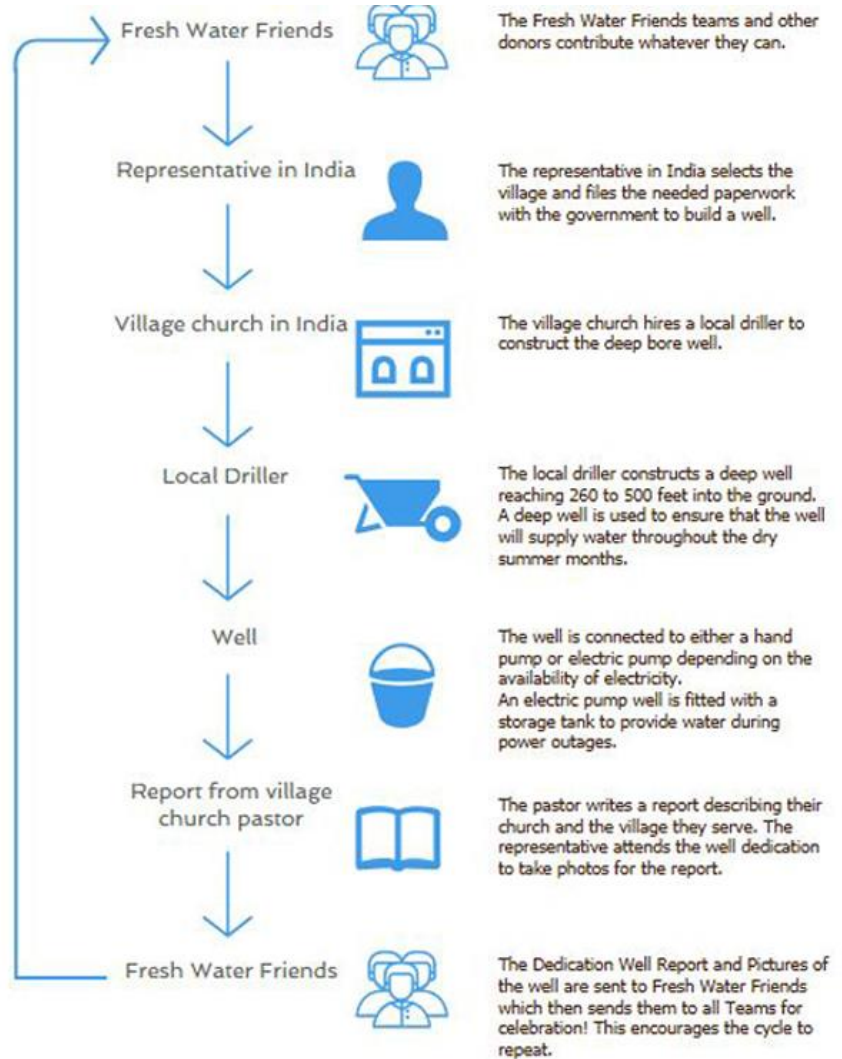 Fresh Water Friends
The Fresh Water Friends teams and other
donors contribute whatever they can.
Representative in India
The representative in India selects the
village and files the needed paperwork
with the government to build a well.
Village church in India
The village church hires a local driller to
construct the deep bore well.
Local Driller
The local driller constructs a deep well
reaching 260 to 500 feet into the ground.
A deep well is used to ensure that the well
will supply water throughout the dry
summer months.
Well
The well is connected to either a hand
pump or electric pump depending on the
availability of electricity.
An electric pump well is fitted with a
storage tank to provide water during
power outages.
Report from village
church pastor
The pastor writes a report describing their
church and the village they serve. The
representative attends the well dedication
to take photos for the report.
Fresh Water Friends
The Dedication Well Report and Pictures of
the well are sent to Fresh Water Friends
which then sends them to all Teams for
celebration! This encourages the cycle to
repeat.